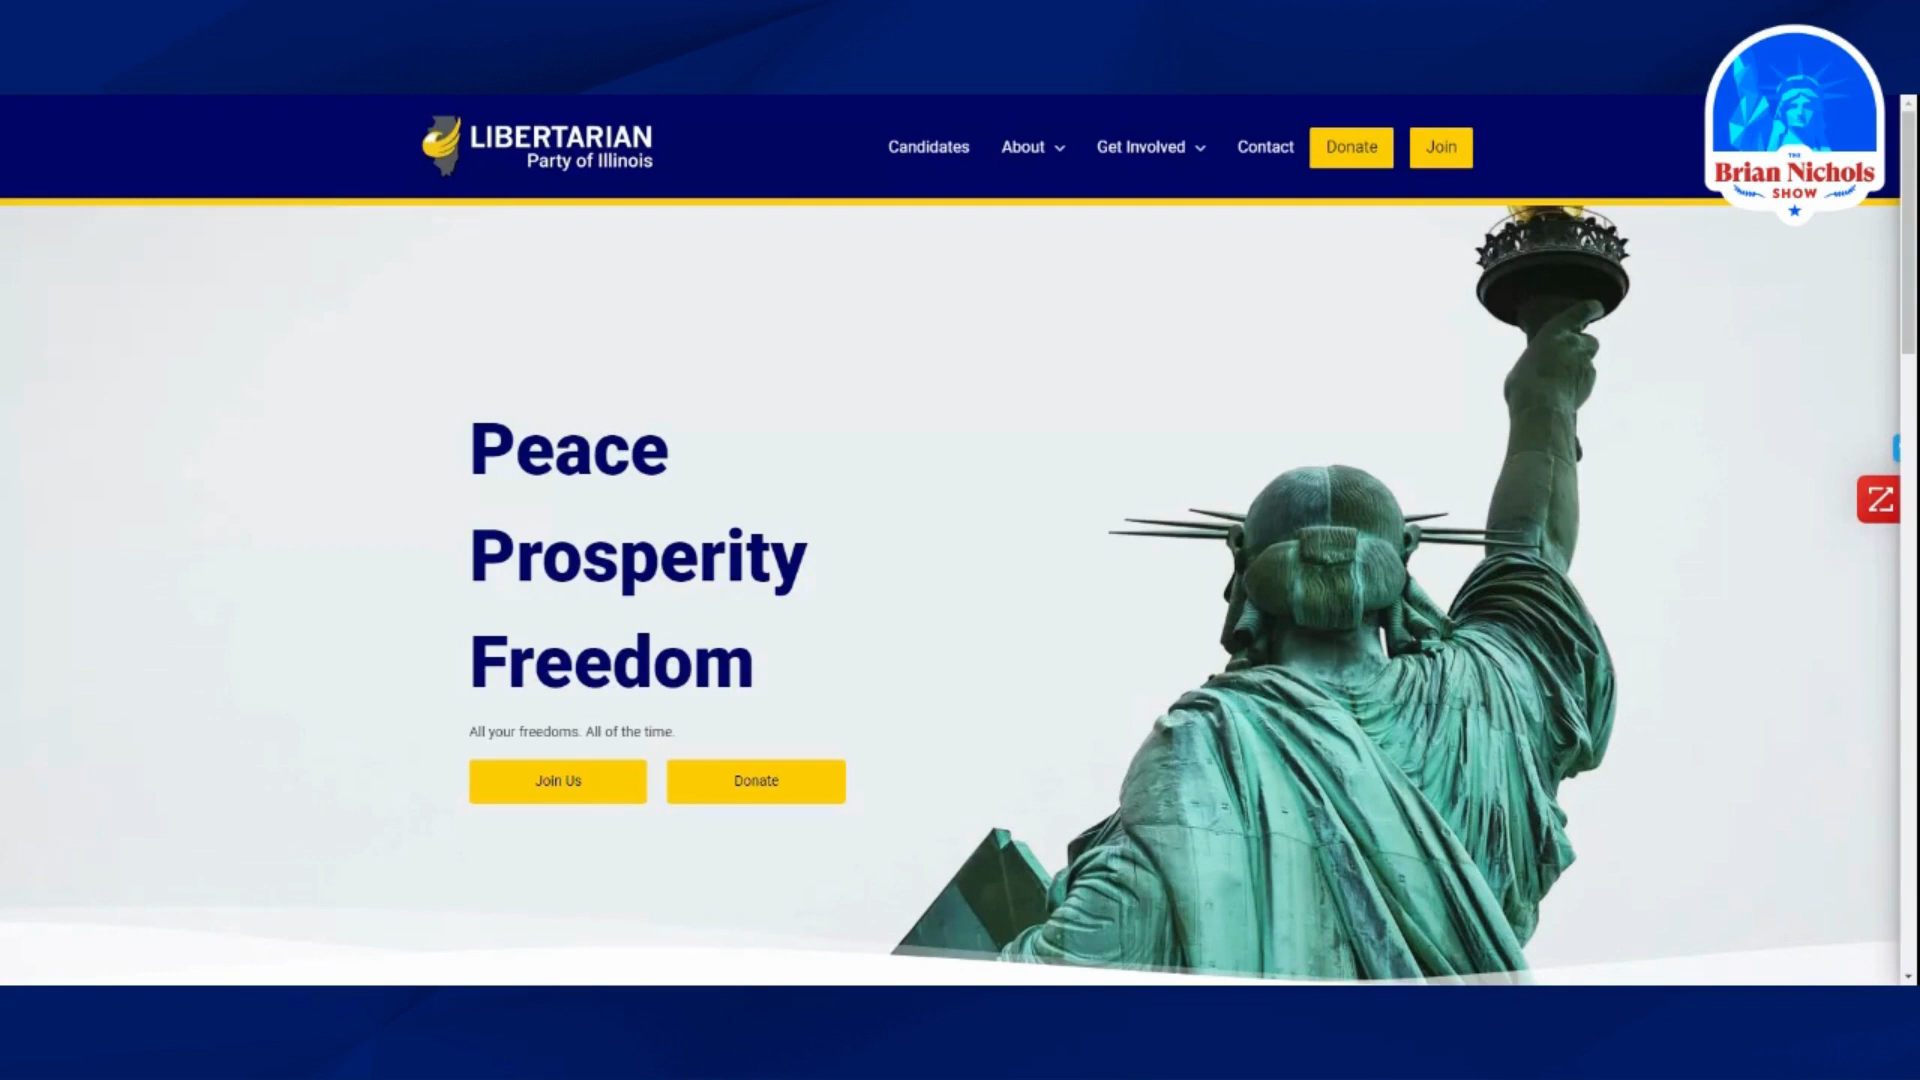 LIBERTARIAN
Party of Illinois
Candidates
About
Get Involved
Contact
Donate
Join
THE
Brian Nichols
SHOW
Peace
Prosperity
Freedom
All your freedoms. All of the time.
Join Us
Donate